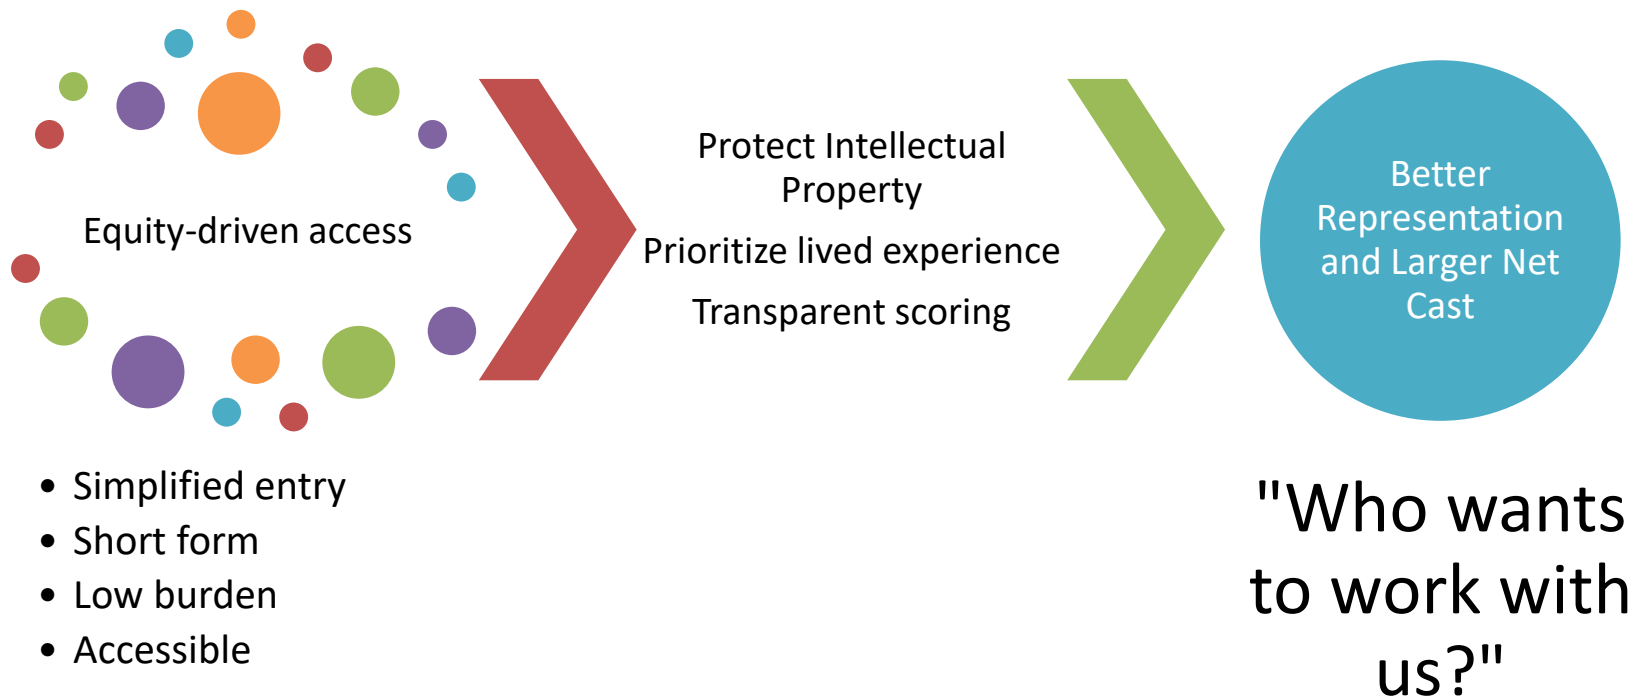 Equity-driven access
• Simplified entry
• Short form
• Low burden
• Accessible
Protect Intellectual
Property
Prioritize lived experience
Transparent scoring
Better
Representation
and Larger Net
Cast
"Who wants
to work with
us?"